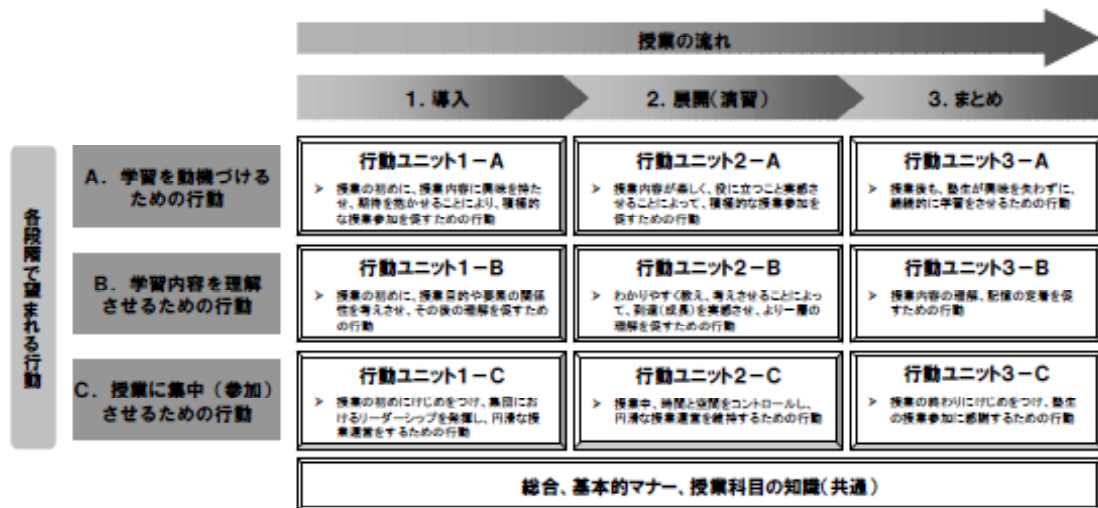 授業の流れ
1. 導入
2. 展開(演習)
3. まとめ
各段階で望まれる行動
A. 学習を動機づける
ための行動
行動ユニット1－A
➢ 授業の初めに、授業内容に興味を持た
せ、期待を抱かせることにより、積極的
な授業参加を促すための行動
行動ユニット2－A
➢ 授業内容が楽しく、役に立つこと実感さ
せることによって、積極的な授業参加を
促すための行動
行動ユニット3－A
➢ 授業後も、塾生が興味を失わずに、
継続的に学習をさせるための行動
B. 学習内容を理解
させるための行動
行動ユニット1－B
➢ 授業の初めに、授業目的や要素の関係
性を考えさせ、その後の理解を促すため
の行動
行動ユニット2－B
➢ わかりやすく教え、考えさせることによっ
て、到達(成長)を実感させ、より一層の
理解を促すための行動
行動ユニット3－B
➢ 授業内容の理解、記憶の定着を促
すための行動
C. 授業に集中（参加）
させるための行動
行動ユニット1－C
➢ 授業の初めにけじめをつけ、集団にお
けるリーダーシップを発揮し、円滑な授
業運営をするための行動
行動ユニット2－C
➢ 授業中、時間と空間をコントロールし、
円滑な授業運営を維持するための行動
行動ユニット3－C
➢ 授業の終わりにけじめをつけ、塾生
の授業参加に感謝するための行動
総合、基本的マナー、授業科目の知識(共通)